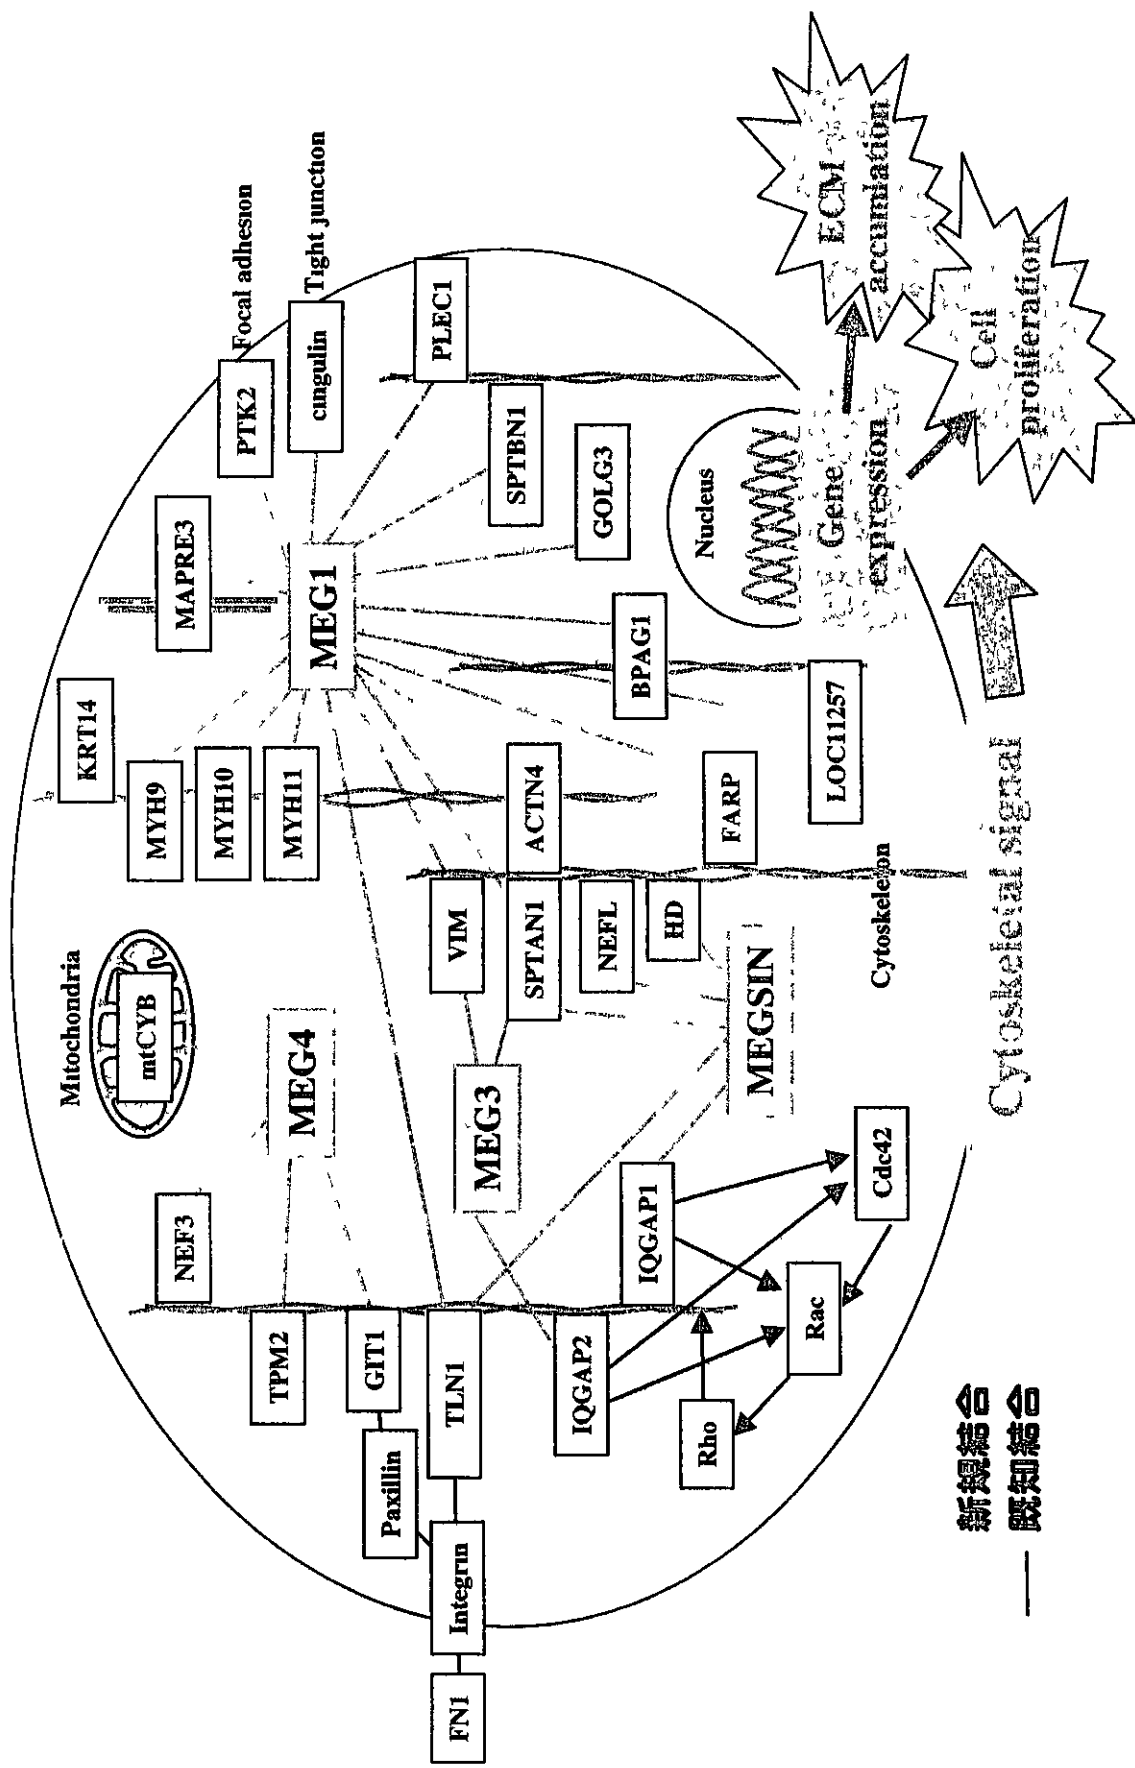 Mitochondria
mtCYB
KRT14
MAPRE3
PTK2
Focal adhesion
cingulin
Tight junction
MYH9
MYH10
MYH11
MEG1
PLEC1
SPTBN1
GOLG3
NEF3
TPM2
GIT1
TLN1
Paxillin
Integrin
FN1
MEG4
MEG3
VIM
SPTAN1
ACTN4
NEFL
HD
FARP
BPAG1
LOC11257
MEGSIN
IQGAP2
IQGAP1
Rho
Rac
Cdc42
Cytoskeleton
Nucleus
Gene
expression
ECM
accumlation
Cell
proliferation
Cytoskeletal signal
新規結合
既知結合